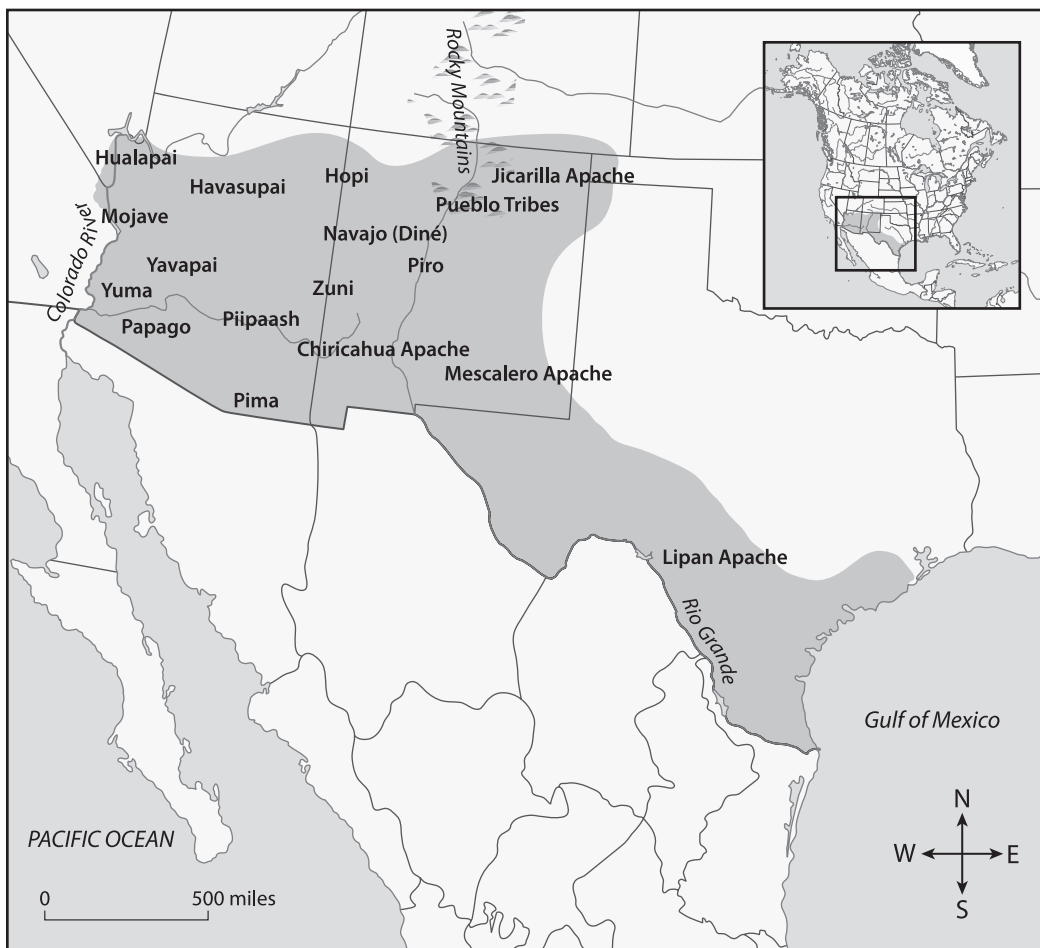 Rocky Mountains
Hualapai
Havasupai
Hopi
Jicarilla Apache
Pueblo Tribes
Mojave
Navajo (Diné)
Colorado River
Yavapai
Piro
Yuma
Zuni
Papago
Piipaash
Chiricahua Apache
Mescalero Apache
Pima
Lipan Apache
Rio Grande
Gulf of Mexico
PACIFIC OCEAN
N
W
E
S
0
500 miles